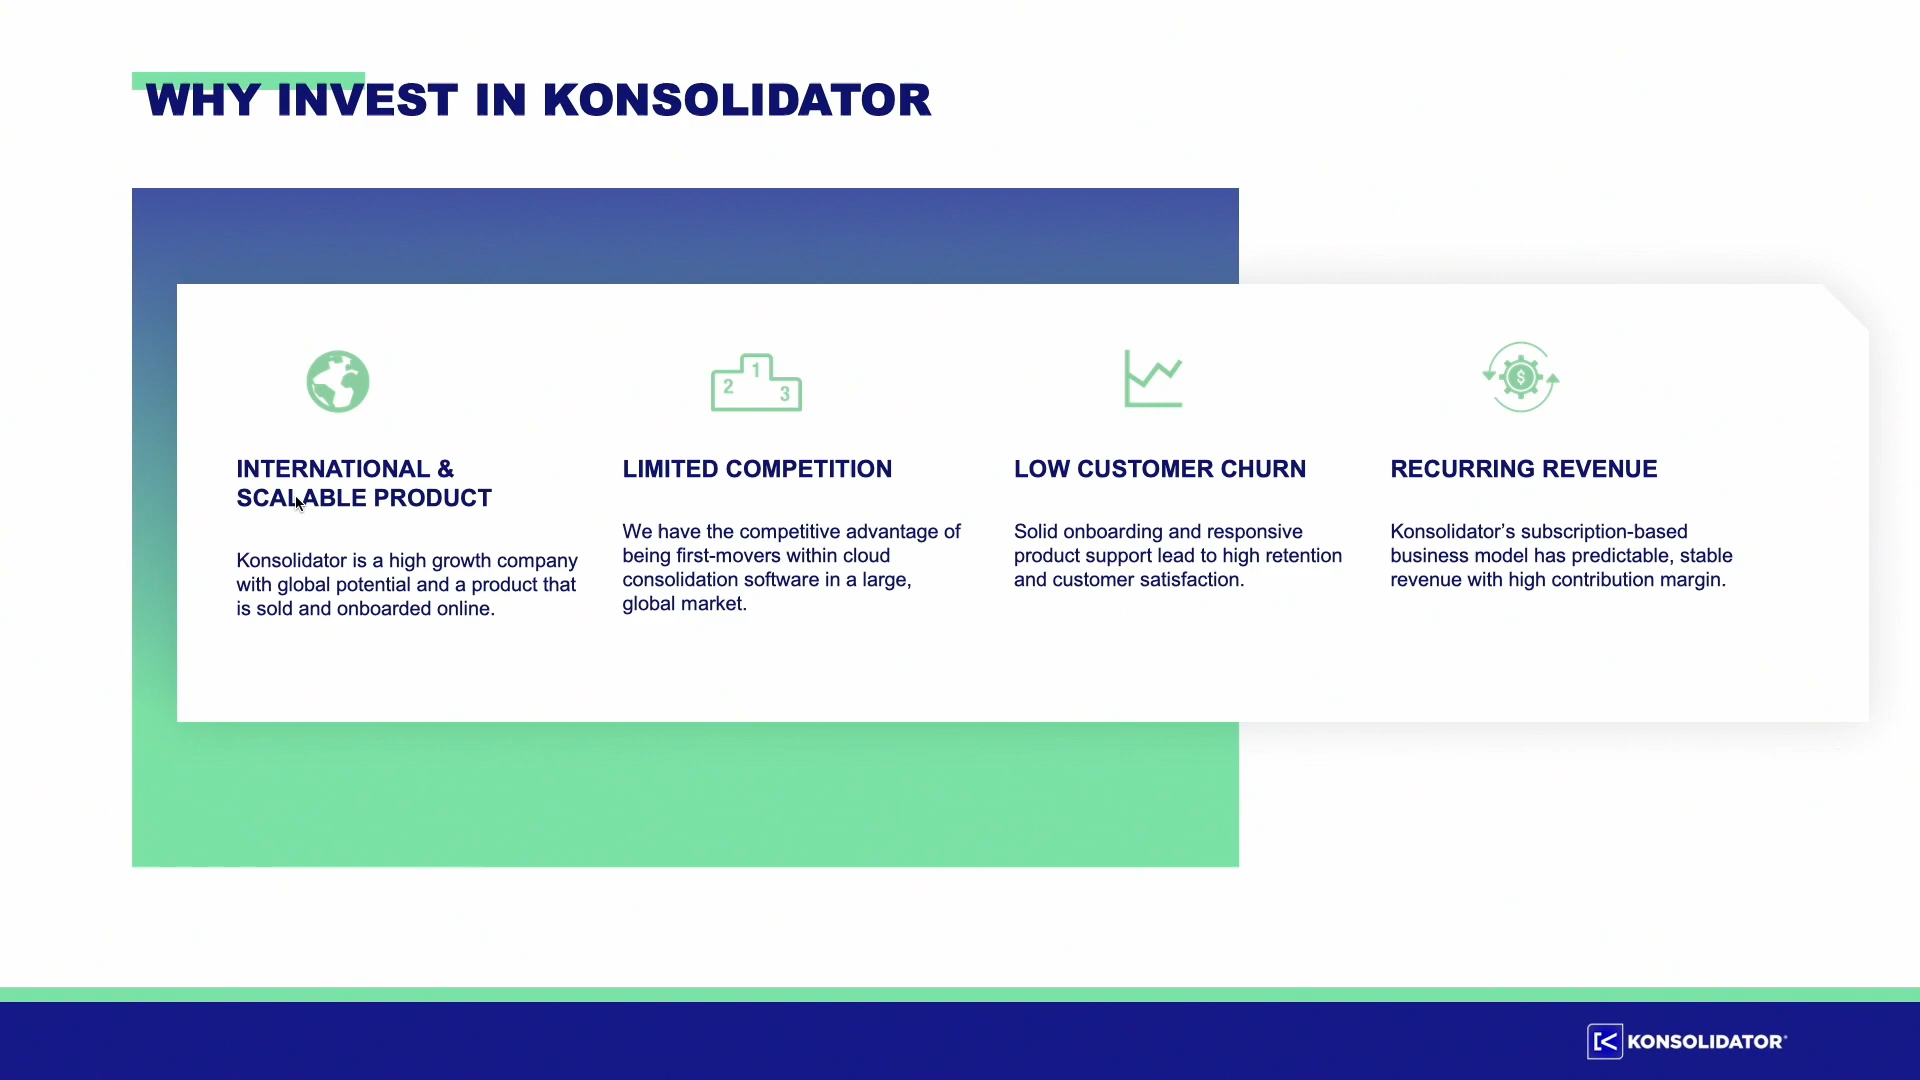 WHY INVEST IN KONSOLIDATOR
2
1
3
$
INTERNATIONAL &
SCALABLE PRODUCT
Konsolidator is a high growth company
with global potential and a product that
is sold and onboarded online.
LIMITED COMPETITION
We have the competitive advantage of
being first-movers within cloud
consolidation software in a large,
global market.
LOW CUSTOMER CHURN
Solid onboarding and responsive
product support lead to high retention
and customer satisfaction.
RECURRING REVENUE
Konsolidator’s subscription-based
business model has predictable, stable
revenue with high contribution margin.
KONSOLIDATOR®